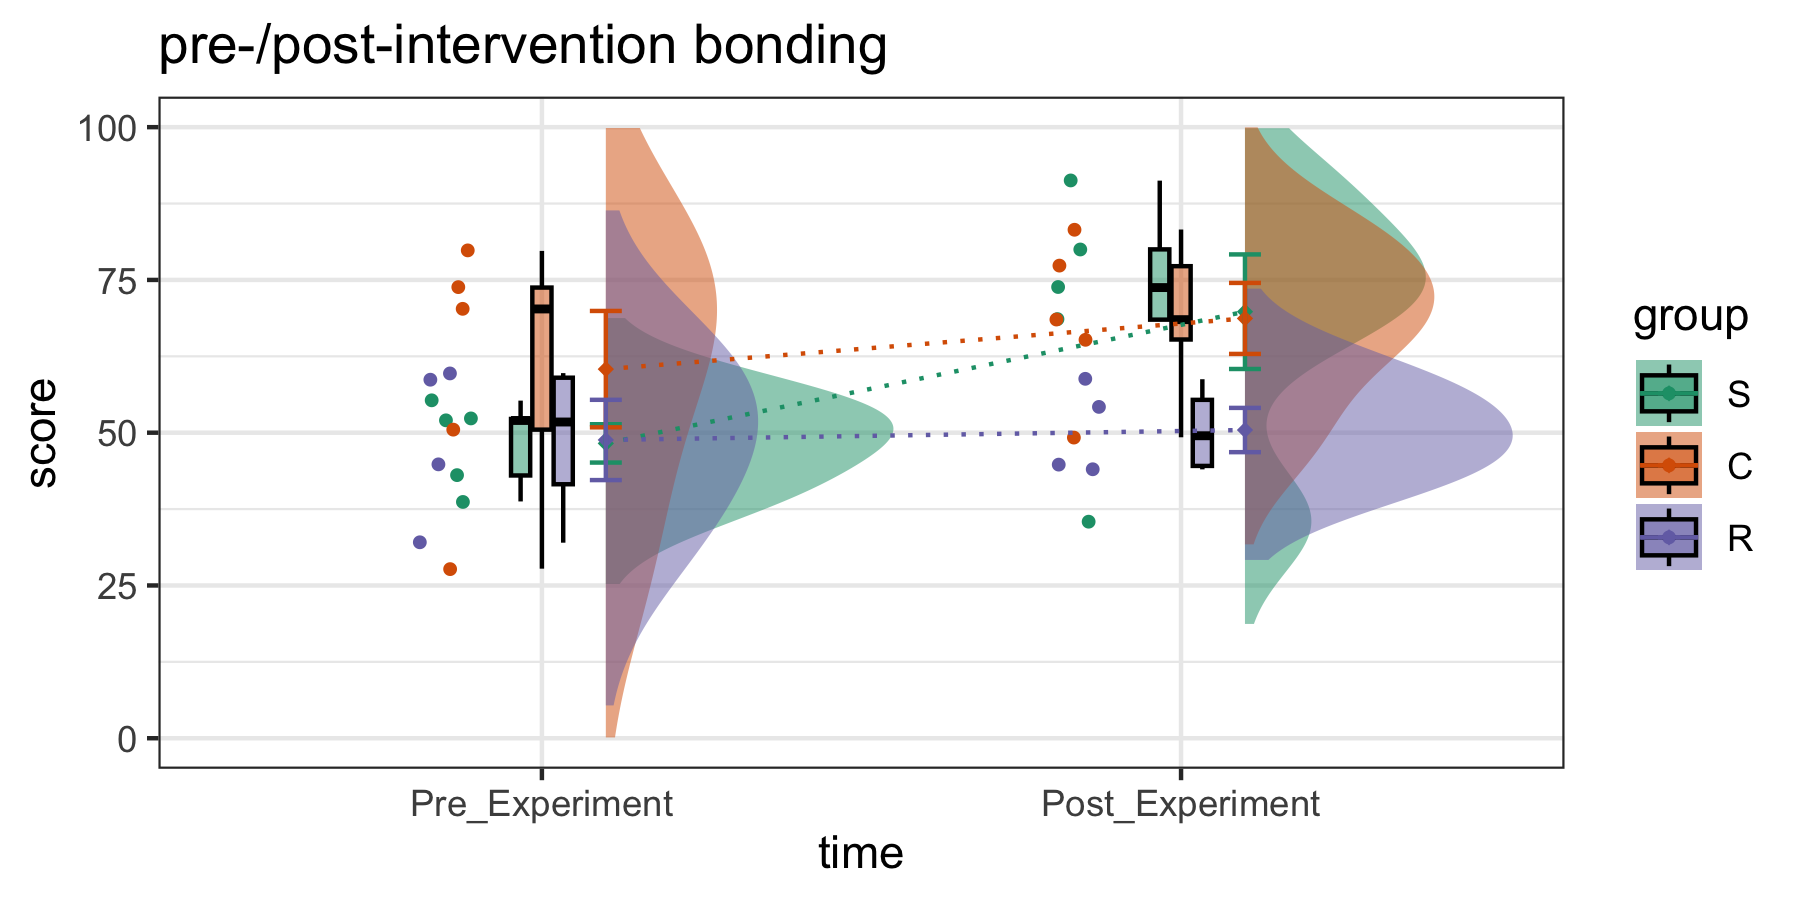 pre-/post-intervention bonding
score
100
75
50
25
0
Pre_Experiment
Post_Experiment
time
group
S
C
R